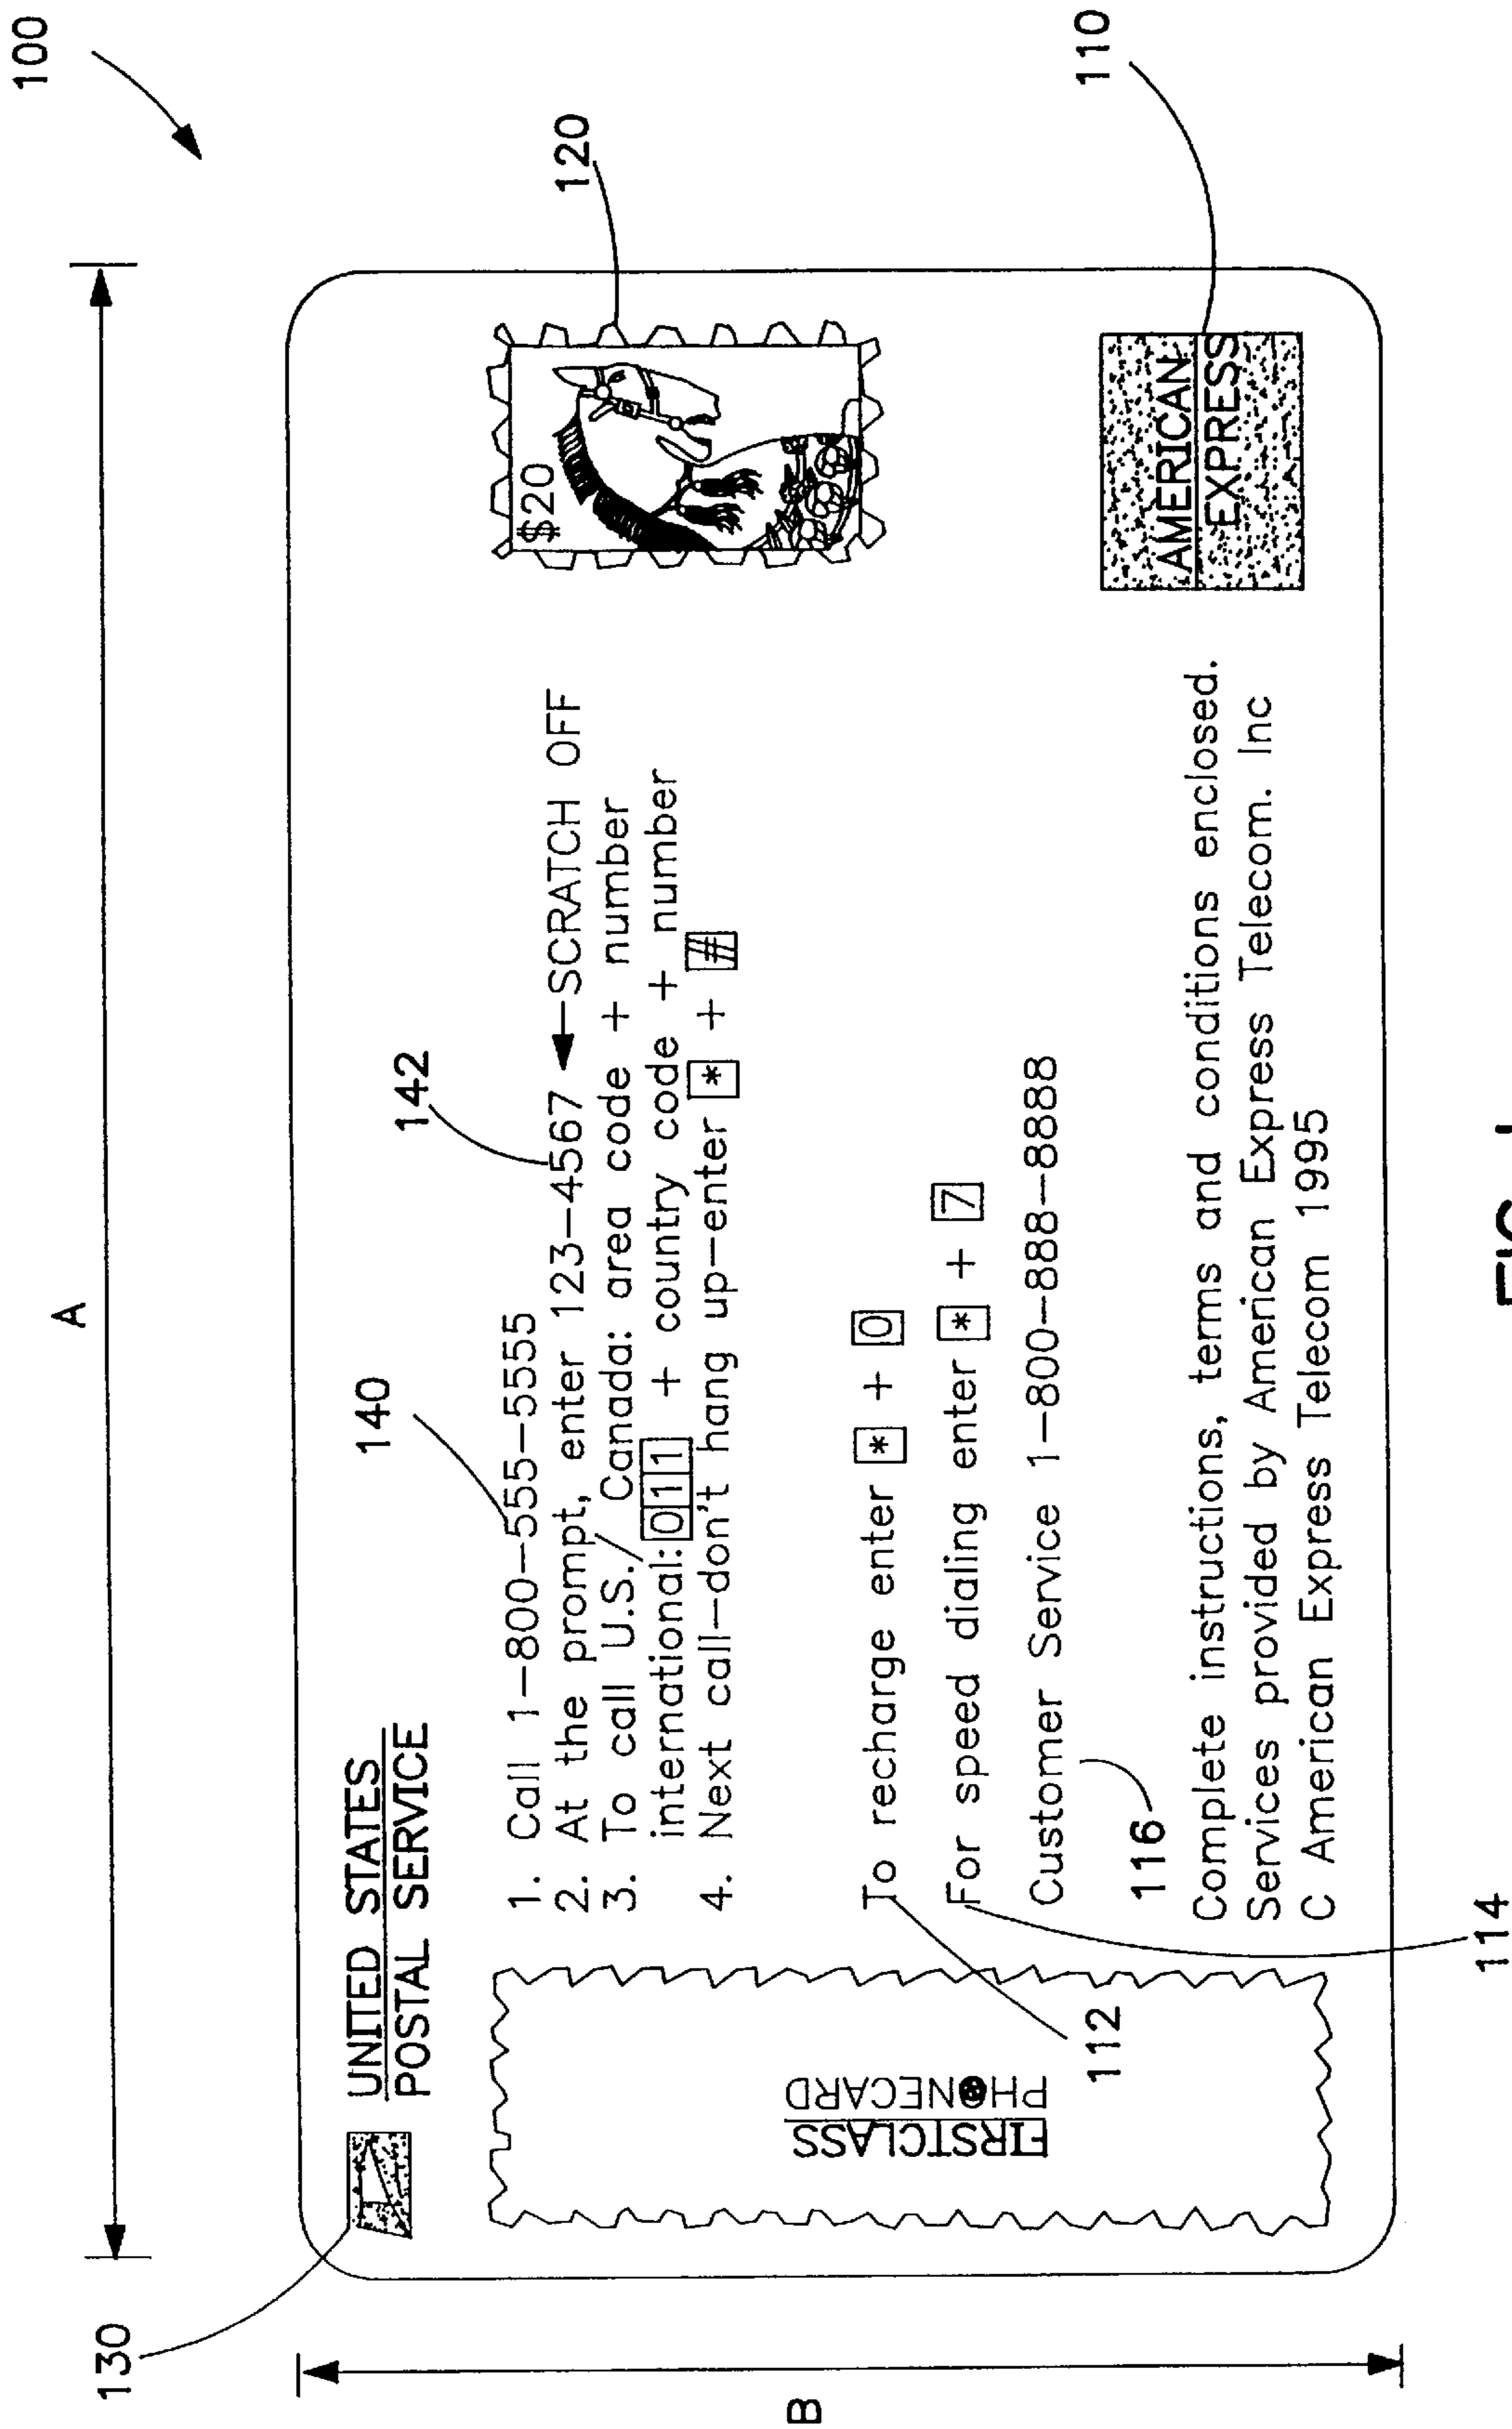 100
A
130
UNITED STATES
POSTAL SERVICE
140
142
120
$20
1. Call 1-800-555-5555
2. At the prompt, enter 123-4567 ←SCRATCH OFF
3. To call U.S./ Canada: area code + number
international: 011 + country code + number
4. Next call-don't hang up-enter * + #
B
FIRSTCLASS
PHONECARD
To recharge enter * + 0
112
For speed dialing enter * + 7
Customer Service 1-800-888-8888
116
Complete instructions, terms and conditions enclosed.
Services provided by American Express Telecom. Inc
C American Express Telecom 1995
AMERICAN
EXPRESS
110
114